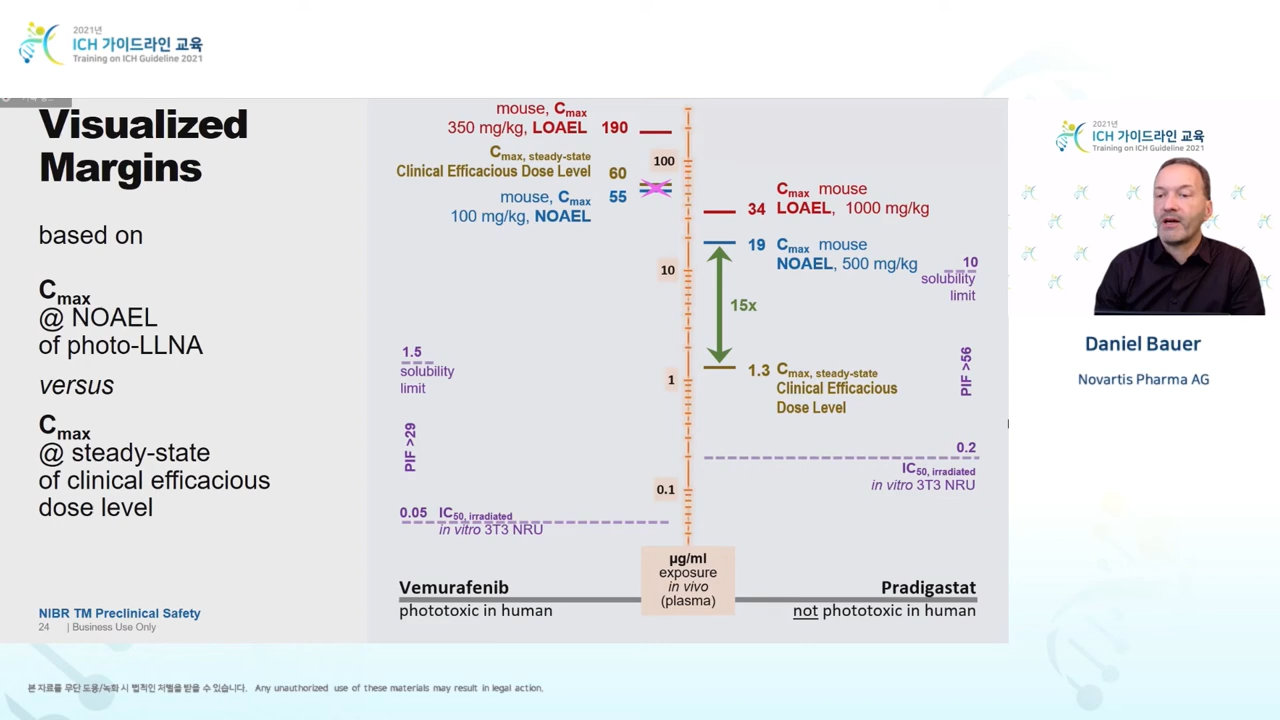 2021년
ICH 가이드라인 교육
Training on ICH Guideline 2021
Visualized
Margins
based on
Cmax
@ NOAEL
of photo-LLNA
versus
Cmax
@ steady-state
of clinical efficacious
dose level
NIBR TM Preclinical Safety
24 | Business Use Only
mouse, Cmax
350 mg/kg, LOAEL 190
Cmax, steady-state
Clinical Efficacious Dose Level 60
mouse, Cmax 55
100 mg/kg, NOAEL
1.5
solubility
limit
PIF >29
0.05 IC50, irradiated
in vitro 3T3 NRU
Vemurafenib
phototoxic in human
100
10
1
0.1
µg/ml
exposure
in vivo
(plasma)
Cmax mouse
34 LOAEL, 1000 mg/kg
19 Cmax mouse
NOAEL, 500 mg/kg
10
solubility
limit
15x
PIF >56
1.3 Cmax, steady-state
Clinical Efficacious
Dose Level
0.2
IC50, irradiated
in vitro 3T3 NRU
Pradigastat
not phototoxic in human
2021년
ICH 가이드라인 교육
Training on ICH Guideline 2021
Daniel Bauer
Novartis Pharma AG
본 자료를 무단 도용/녹화 시 법적인 처벌을 받을 수 있습니다. Any unauthorized use of these materials may result in legal action.